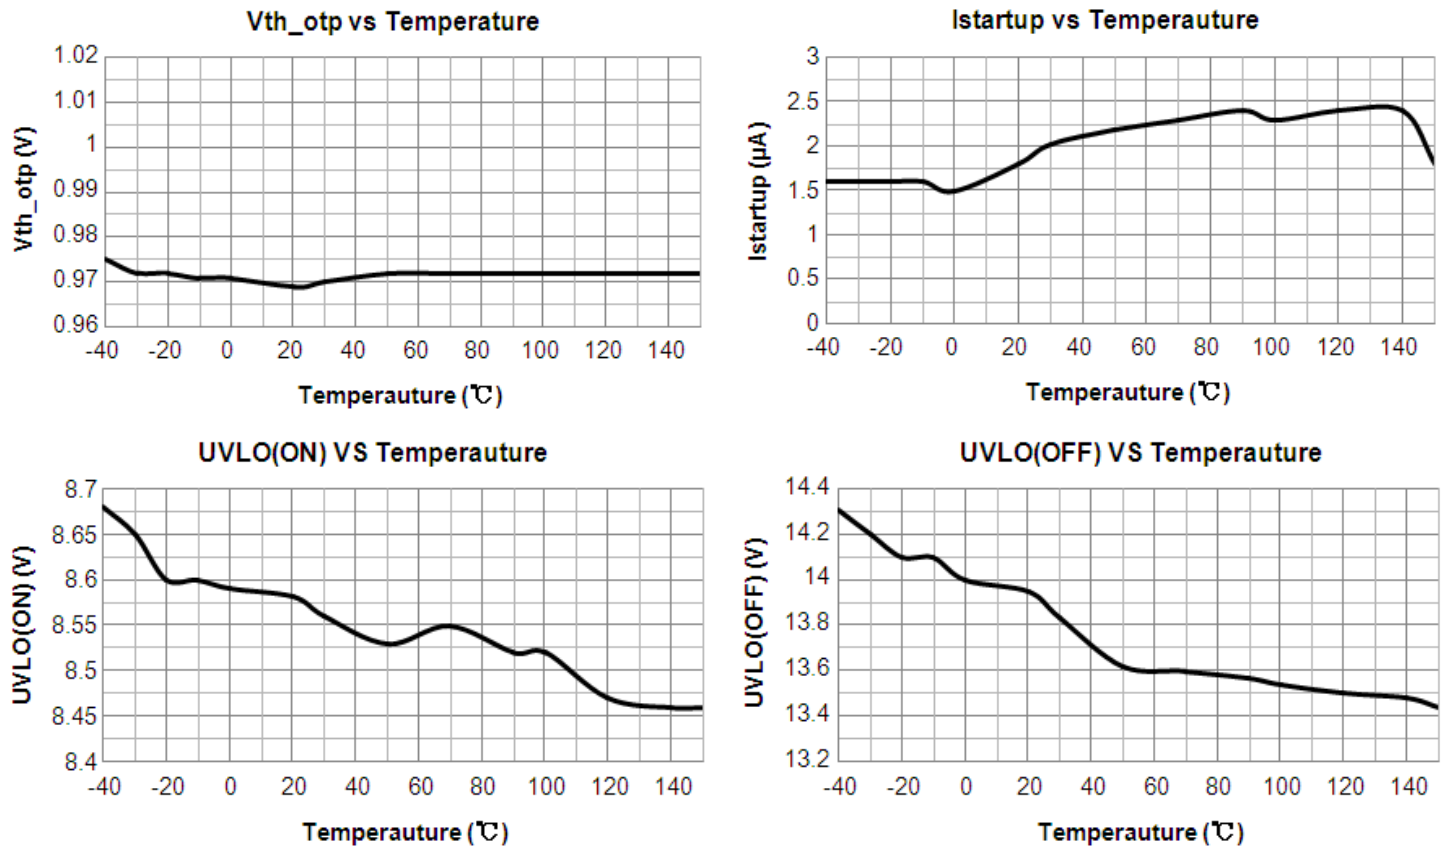 Vth_otp vs Temperature
1.02
1.01
1
0.99
0.98
0.97
0.96
Vth_otp (V)
-40 -20 0 20 40 60 80 100 120 140
Temperauture (℃)
Istartup vs Temperauture
3
2.5
2
1.5
1
0.5
0
Istartup (µA)
-40 -20 0 20 40 60 80 100 120 140
Temperauture (℃)
UVLO(ON) VS Temperauture
8.7
8.65
8.6
8.55
8.5
8.45
8.4
UVLO(ON) (V)
-40 -20 0 20 40 60 80 100 120 140
Temperauture (℃)
UVLO(OFF) VS Temperauture
14.4
14.2
14
13.8
13.6
13.4
13.2
UVLO(OFF) (V)
-40 -20 0 20 40 60 80 100 120 140
Temperauture (℃)